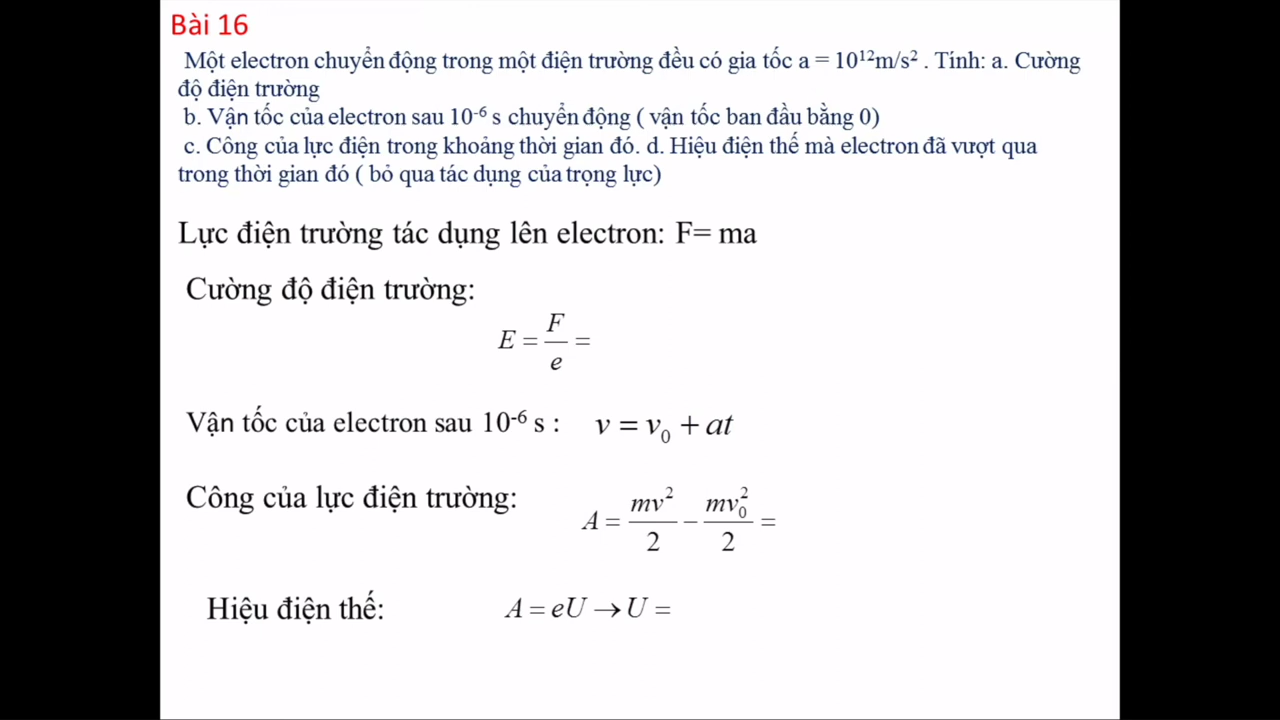 Bài 16
Một electron chuyển động trong một điện trường đều có gia tốc a = 10¹²m/s² . Tính: a. Cường
độ điện trường
b. Vận tốc của electron sau 10⁻⁶ s chuyển động ( vận tốc ban đầu bằng 0)
c. Công của lực điện trong khoảng thời gian đó. d. Hiệu điện thế mà electron đã vượt qua
trong thời gian đó ( bỏ qua tác dụng của trọng lực)
Lực điện trường tác dụng lên electron: F= ma
Cường độ điện trường:
E = F/e =
Vận tốc của electron sau 10⁻⁶ s : v = v₀ + at
Công của lực điện trường: A = mv²/2 − mv₀²/2 =
Hiệu điện thế: A = eU → U =